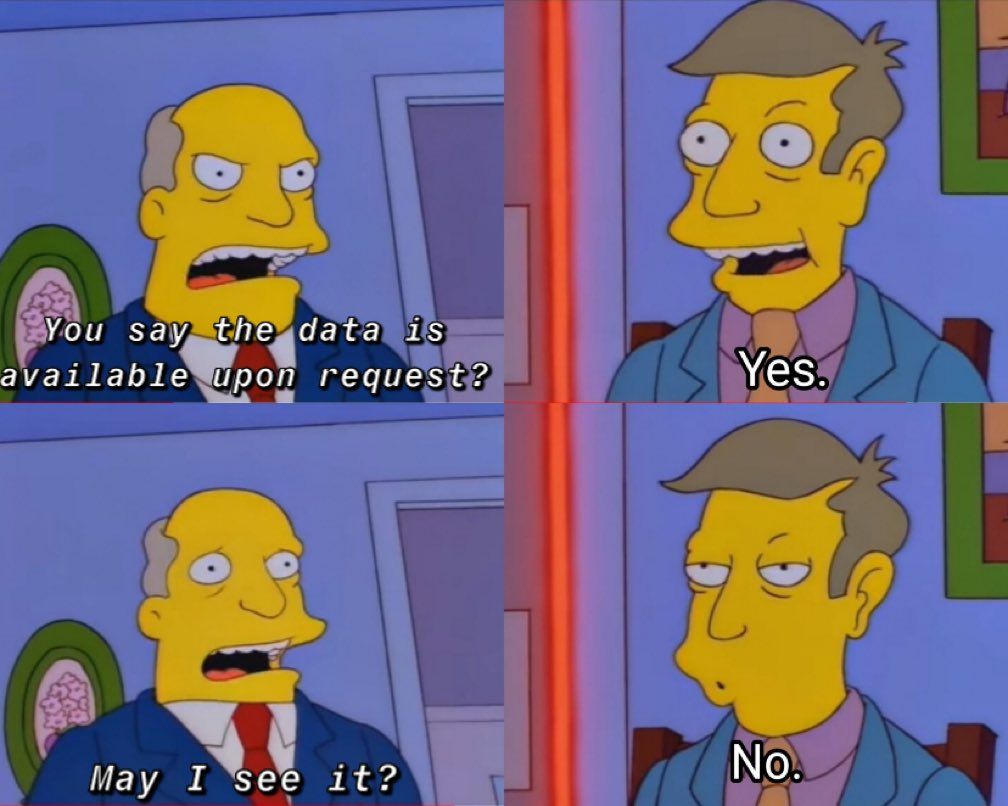 You say the data is
available upon request?
Yes.
May I see it?
No.